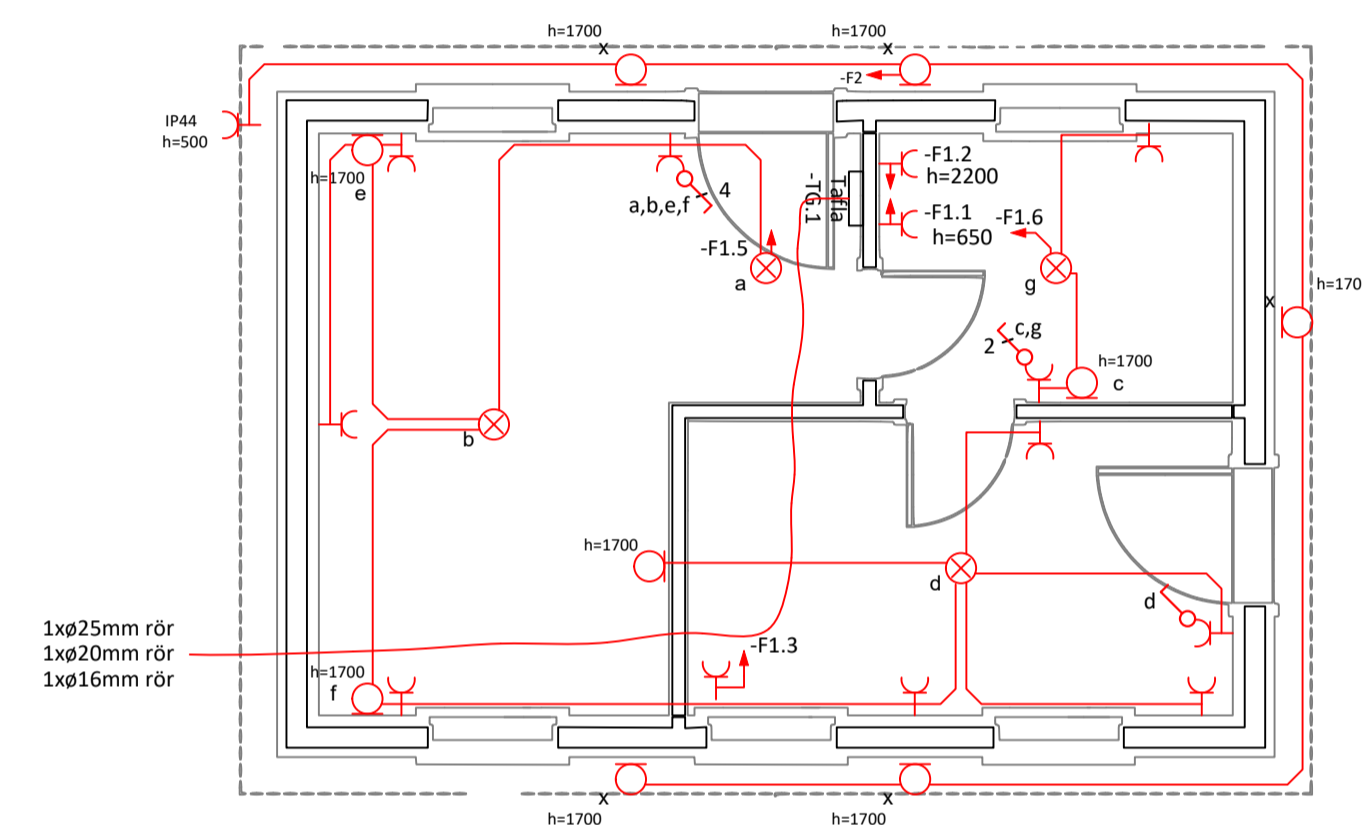 h=1700
x
h=1700
x
-F2
IP44
h=500
h=1700
e
a,b,e,f
4
-TG.1
Tafla
-F1.2
h=2200
-F1.1
h=650
-F1.6
-F1.5
a
g
h=170
x
c,g
2
h=1700
c
b
h=1700
d
d
1xø25mm rör
1xø20mm rör
1xø16mm rör
-F1.3
h=1700
f
x
h=1700
x
h=1700